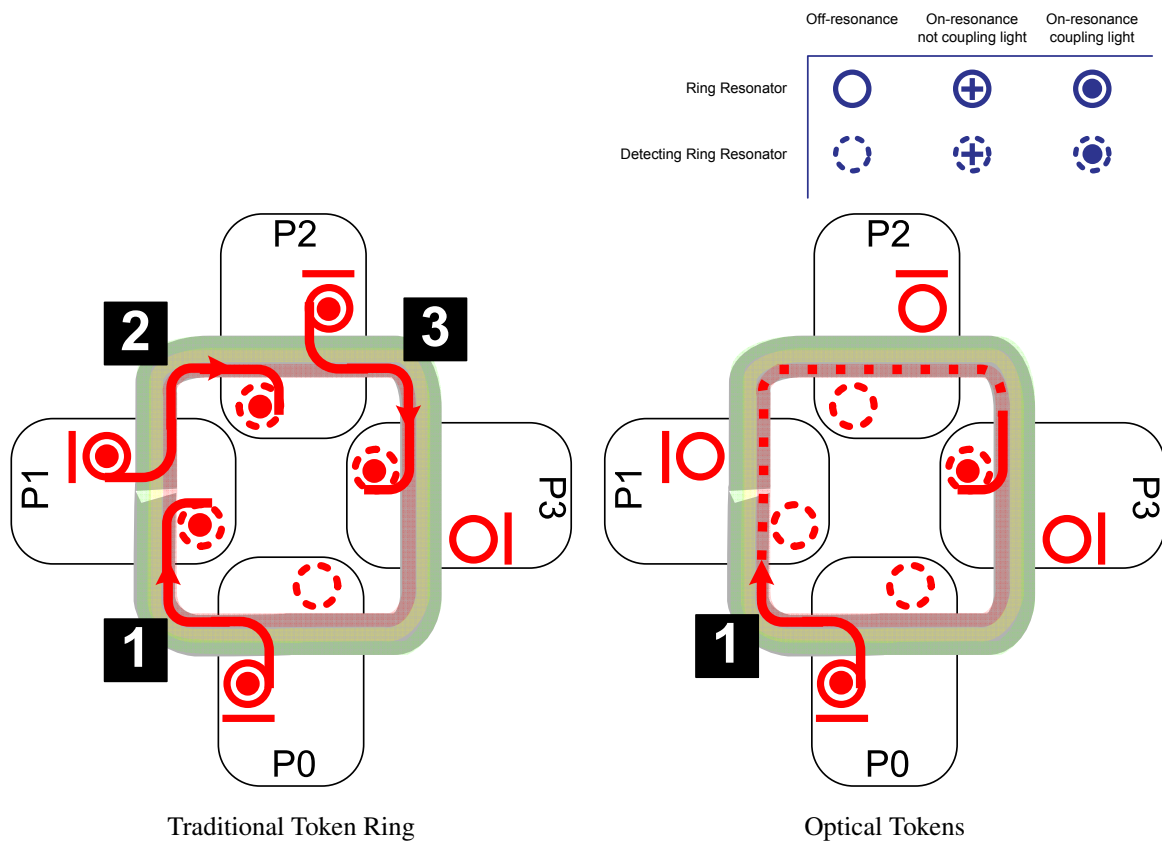 Off-resonance
On-resonance
not coupling light
On-resonance
coupling light
Ring Resonator
Detecting Ring Resonator
P2
2
3
P1
P3
1
P0
P2
P1
P3
1
P0
Traditional Token Ring
Optical Tokens